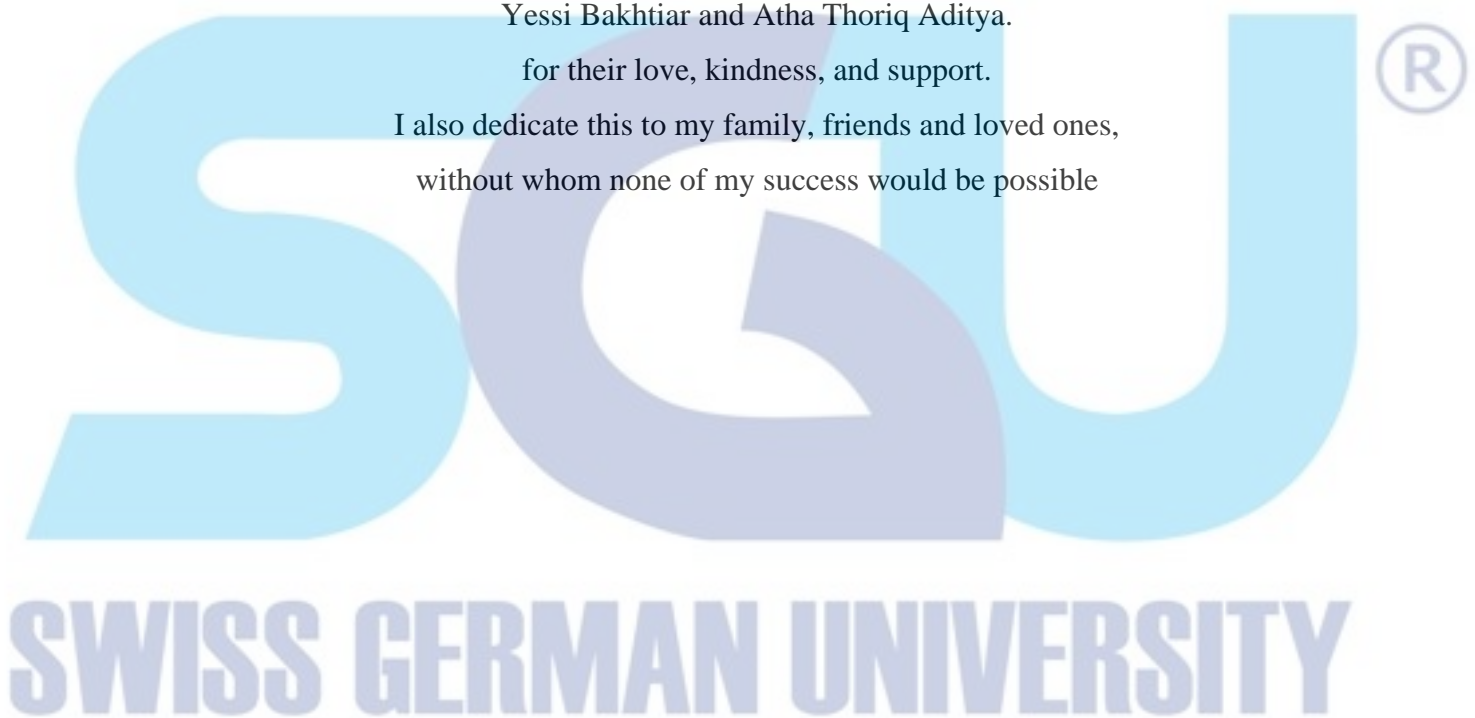 Yessi Bakhtiar and Atha Thoriq Aditya.
for their love, kindness, and support.
I also dedicate this to my family, friends and loved ones,
without whom none of my success would be possible
SGU®
SWISS GERMAN UNIVERSITY